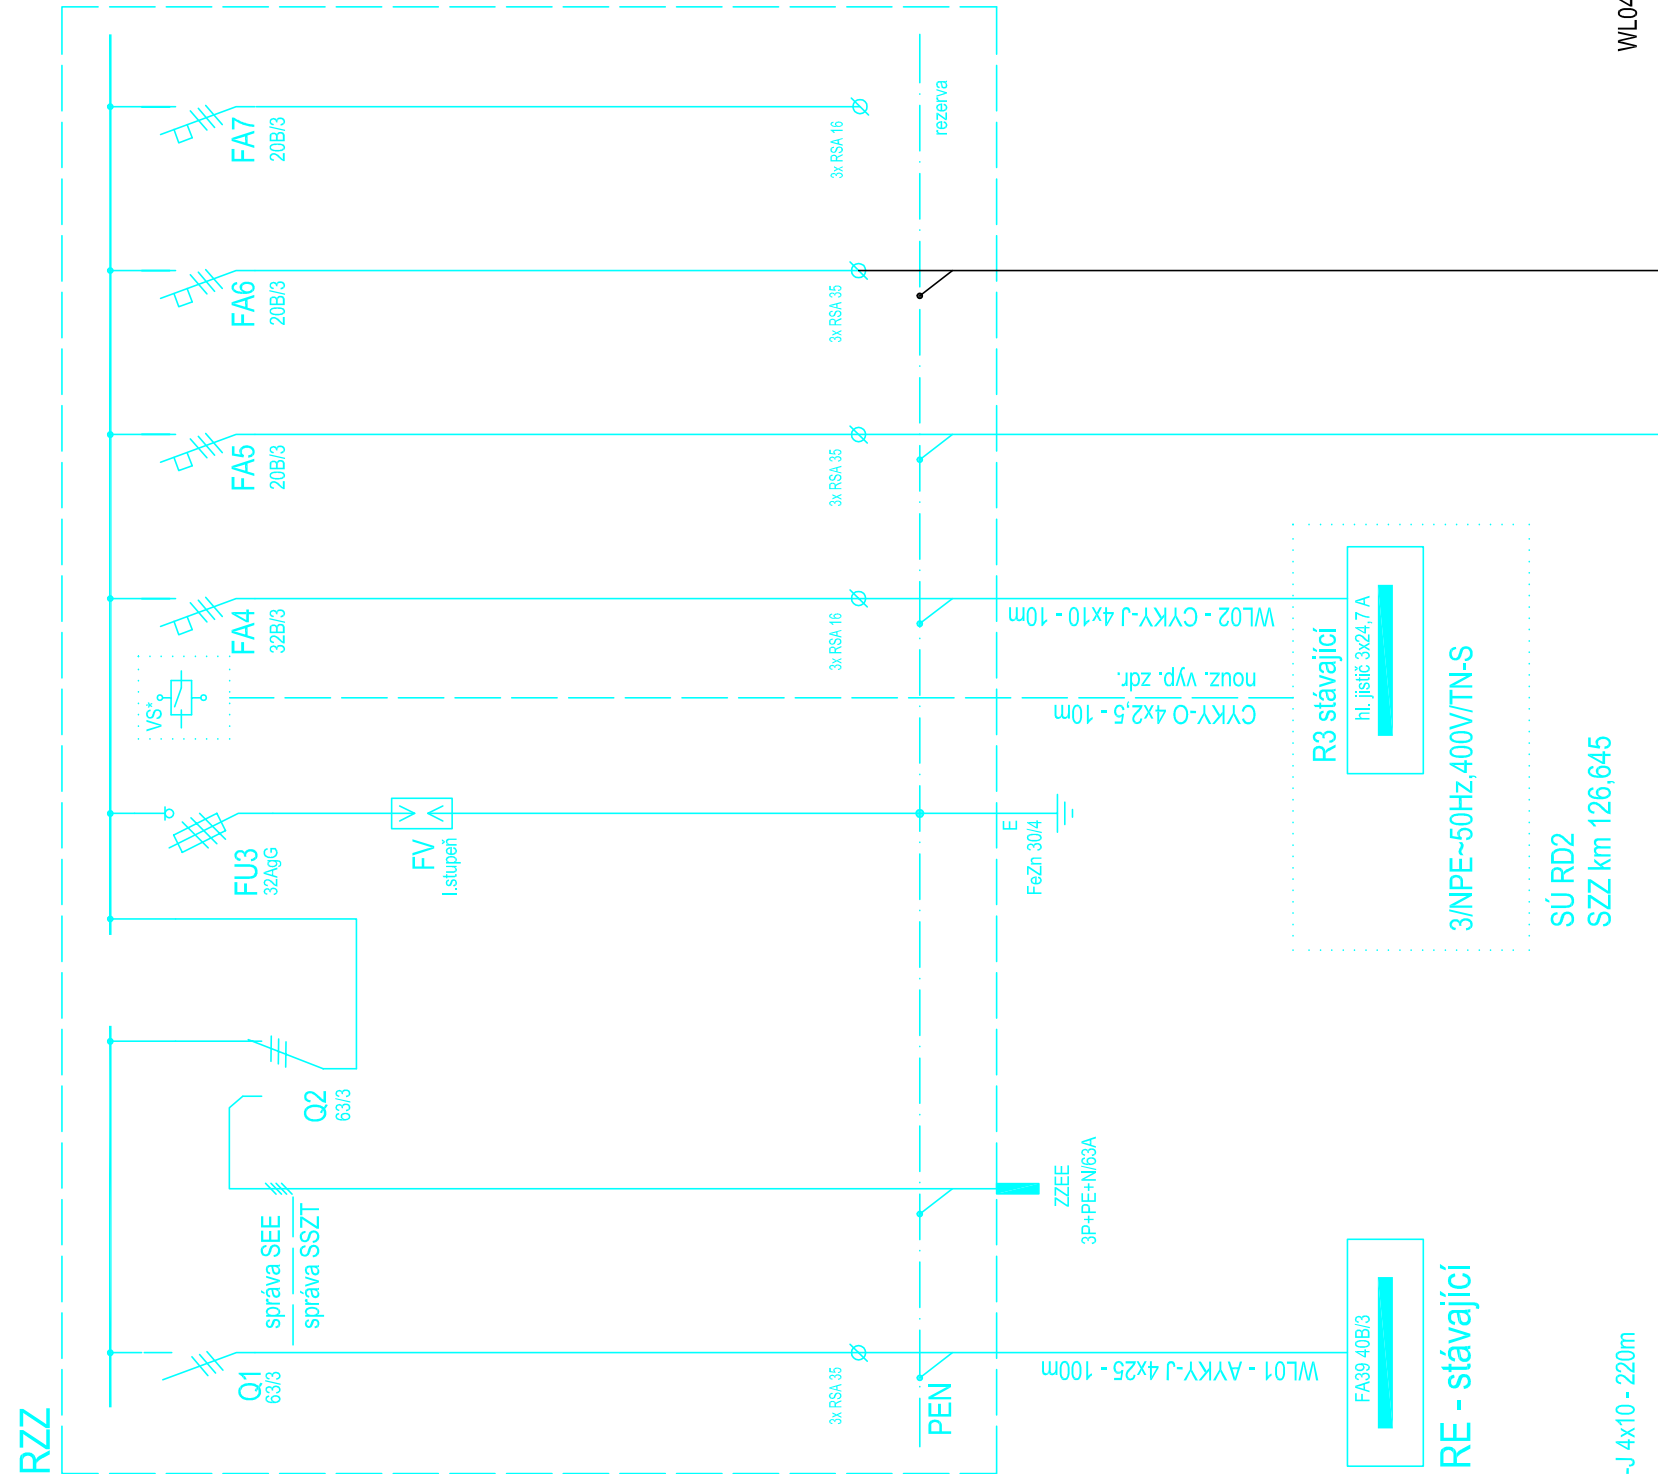 RZZ
Q1
63/3
správa SEE
správa SSZT
Q2
63/3
FU3
32AgG
FV
I.stupeň
VS*
FA4
32B/3
FA5
20B/3
FA6
20B/3
FA7
20B/3
3x RSA 35
3x RSA 16
3x RSA 35
3x RSA 35
3x RSA 16
PEN
rezerva
E
FeZn 30/4
ZZEE
3P+PE+N/63A
WL01 - AYKY-J 4x25 - 100m
WL02 - CYKY-J 4x10 - 10m
nouz. vyp. zdr.
CYKY-O 4x2,5 - 10m
FA39 40B/3
RE - stávající
R3 stávající
hl. jistič 3x24,7 A
3/NPE~50Hz,400V/TN-S
SÚ RD2
SZZ km 126,645
-J 4x10 - 220m
WL04